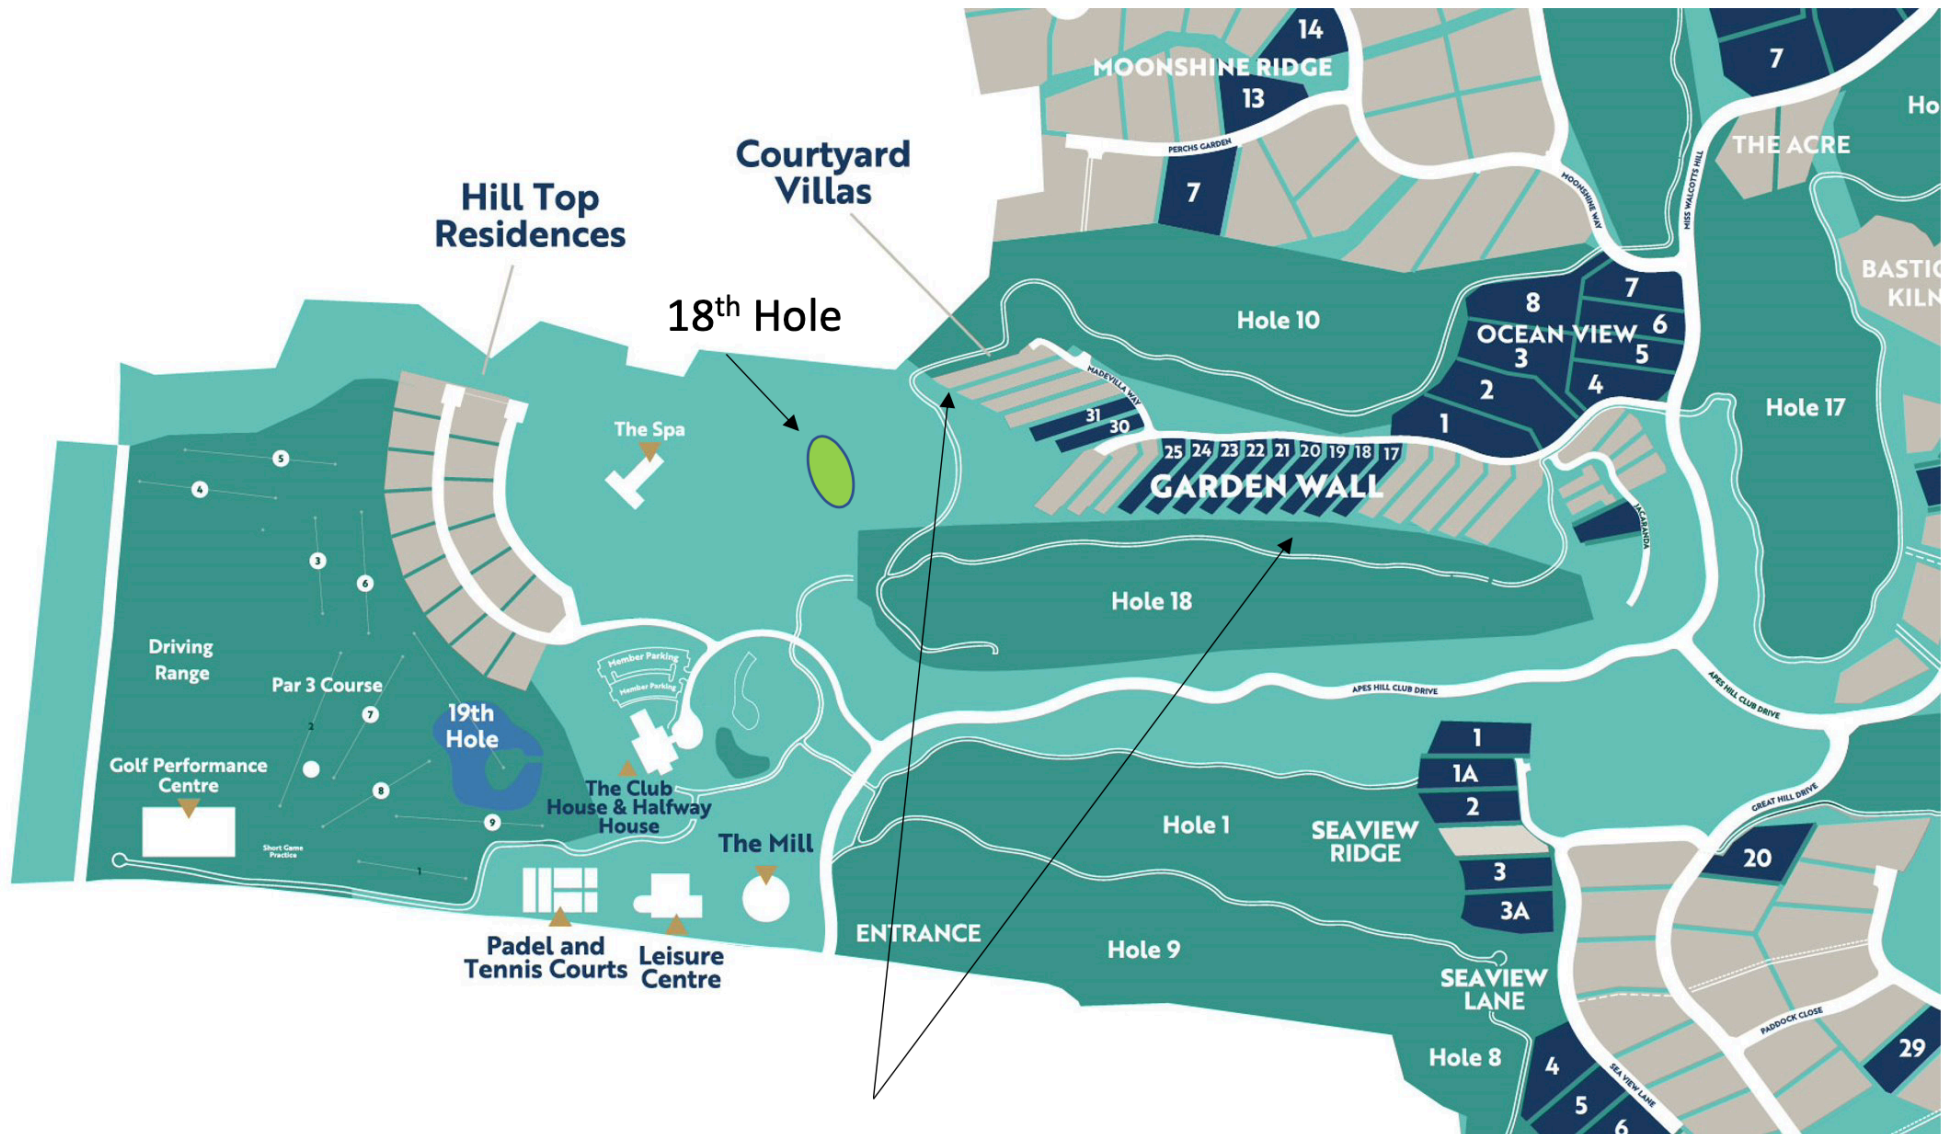 14
MOONSHINE RIDGE
13
7
THE ACRE
Ho
PERCHS GARDEN
MISS WALCOTTS HILL
MOONSHINE WAY
7
Courtyard
Villas
Hill Top
Residences
BASTIO
KILN
18th Hole
Hole 10
8
7
OCEAN VIEW
6
3
5
2
4
1
Hole 17
MADEVILLA WAY
31
30
The Spa
25 24 23 22 21 20 19 18 17
GARDEN WALL
JACARANDA
5
4
3
6
Hole 18
Driving
Range
Par 3 Course
2
7
8
9
1
19th
Hole
Member Parking
Member Parking
APES HILL CLUB DRIVE
APES HILL CLUB DRIVE
Golf Performance
Centre
Short Game
Practice
The Club
House & Halfway
House
The Mill
Padel and
Tennis Courts
Leisure
Centre
ENTRANCE
Hole 1
Hole 9
SEAVIEW
RIDGE
1
1A
2
3
3A
GREAT HILL DRIVE
20
SEAVIEW
LANE
PADDOCK CLOSE
29
Hole 8
4
5
6
SEA VIEW LANE